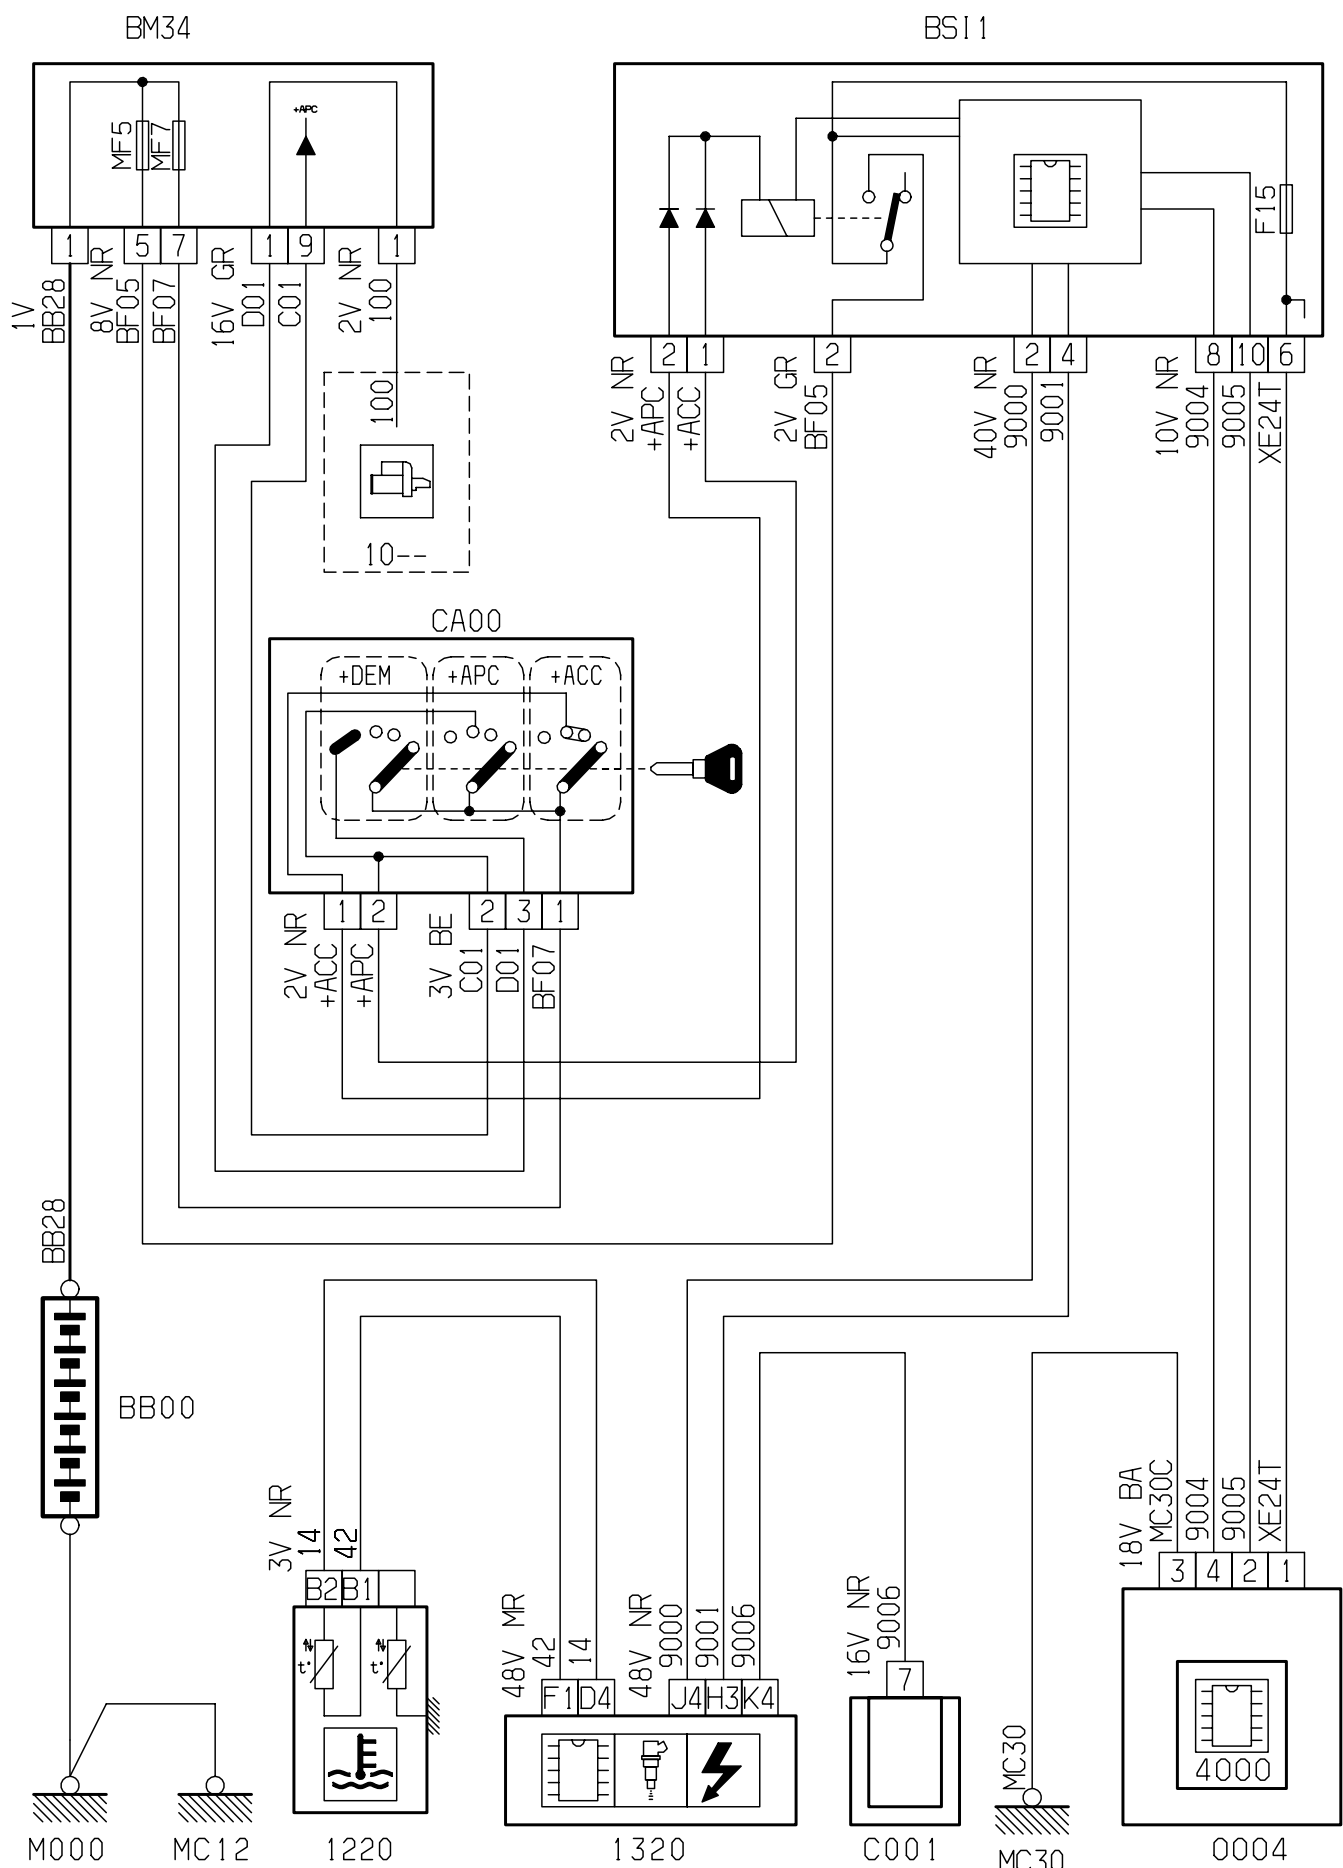 BM34
BSI1
+APC
MF5
MF7
F15
1
5
7
1
9
1
1V
BB28
8V NR
BF05
BF07
16V GR
D01
C01
2V NR
100
2
1
2
2
4
8
10
6
2V NR
+APC
+ACC
2V GR
BF05
40V NR
9000
9001
10V NR
9004
9005
XE24T
100
10--
CA00
+DEM
+APC
+ACC
1
2
2
3
1
2V NR
+ACC
+APC
3V BE
C01
D01
BF07
BB28
BB00
3V NR
14
42
B2
B1
t°
t°
48V MR
42
14
48V NR
9000
9001
9006
F1
D4
J4
H3
K4
16V NR
9006
7
18V BA
MC30C
9004
9005
XE24T
3
4
2
1
MC30
4000
M000
MC12
1220
1320
C001
MC30
0004